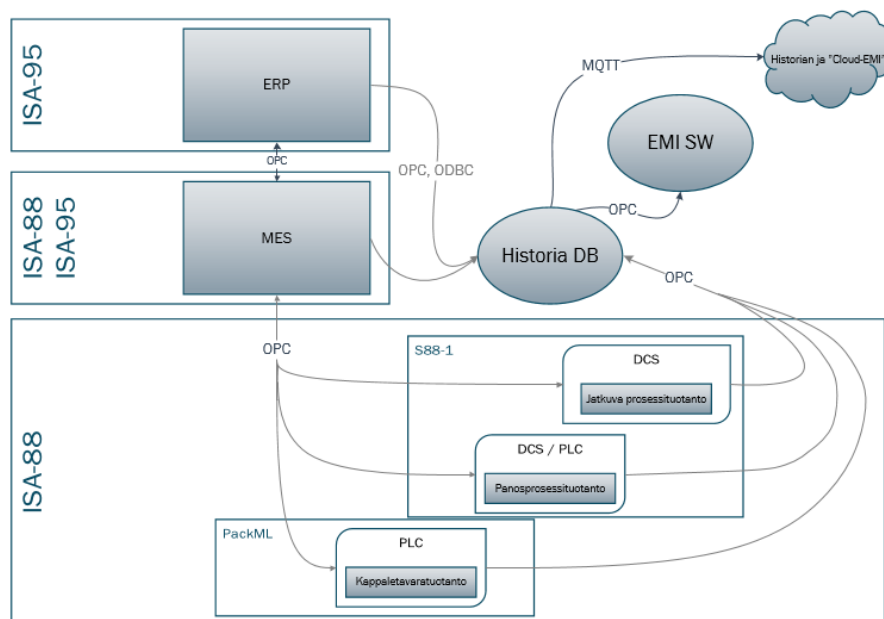 ISA-95
ERP
OPC
ISA-88
ISA-95
MES
OPC, ODBC
MQTT
Historian ja "Cloud-EMI"
EMI SW
OPC
Historia DB
OPC
ISA-88
OPC
S88-1
DCS
Jatkuva prosessituotanto
DCS / PLC
Panosprosessituotanto
PackML
PLC
Kappaletavaratuotanto